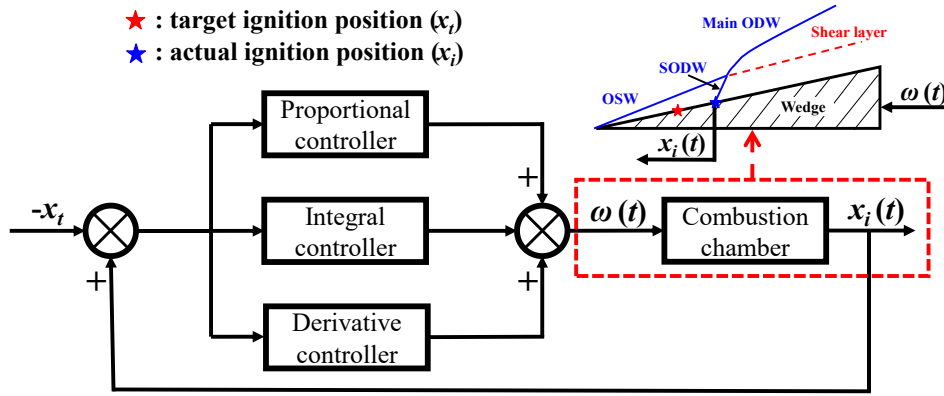 ★ : target ignition position (xₜ)
★ : actual ignition position (xᵢ)
Main ODW
Shear layer
SODW
OSW
Wedge
ω(t)
xᵢ(t)
Proportional
controller
+
-xₜ
Integral
controller
ω(t)
Combustion
chamber
xᵢ(t)
+
+
Derivative
controller